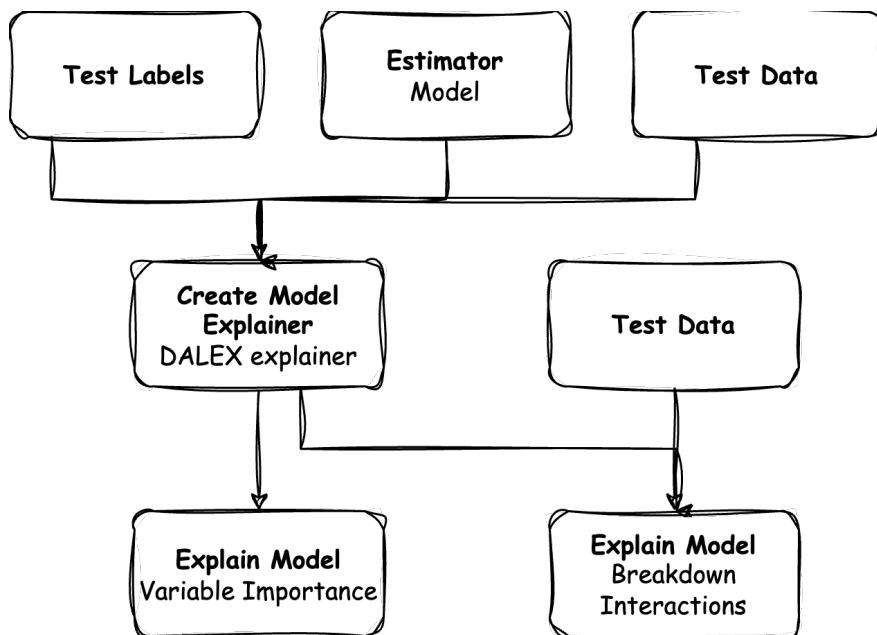 Test Labels
Estimator
Model
Test Data
Create Model
Explainer
DALEX explainer
Test Data
Explain Model
Variable Importance
Explain Model
Breakdown
Interactions